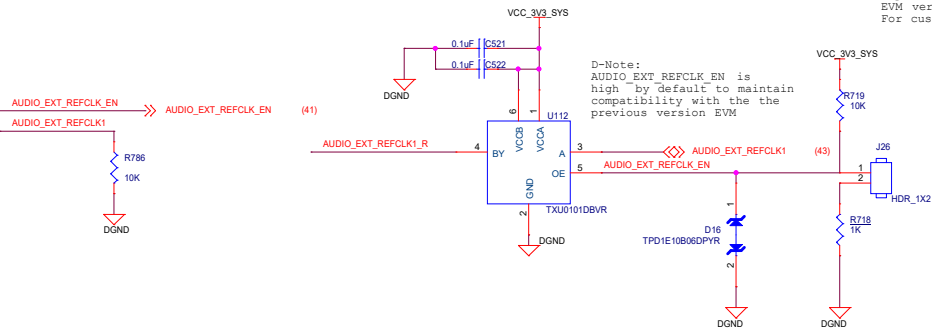 EVM ver
For cus
VCC_3V3_SYS
0.1uF C521
0.1uF C522
DGND
D-Note:
AUDIO_EXT_REFCLK_EN is
high by default to maintain
compatibility with the the
previous version EVM
VCC_3V3_SYS
R719
10K
AUDIO_EXT_REFCLK_EN
AUDIO_EXT_REFCLK_EN (41)
AUDIO_EXT_REFCLK1
R786
10K
DGND
6
1
U112
VCCB
VCCA
AUDIO_EXT_REFCLK1_R
4
BY
A
3
AUDIO_EXT_REFCLK1 (43)
OE
5
AUDIO_EXT_REFCLK_EN
GND
2
TXU0101DBVR
DGND
J26
1
2
HDR_1X2
1
D16
TPD1E10B06DPYR
2
R718
1K
DGND
DGND